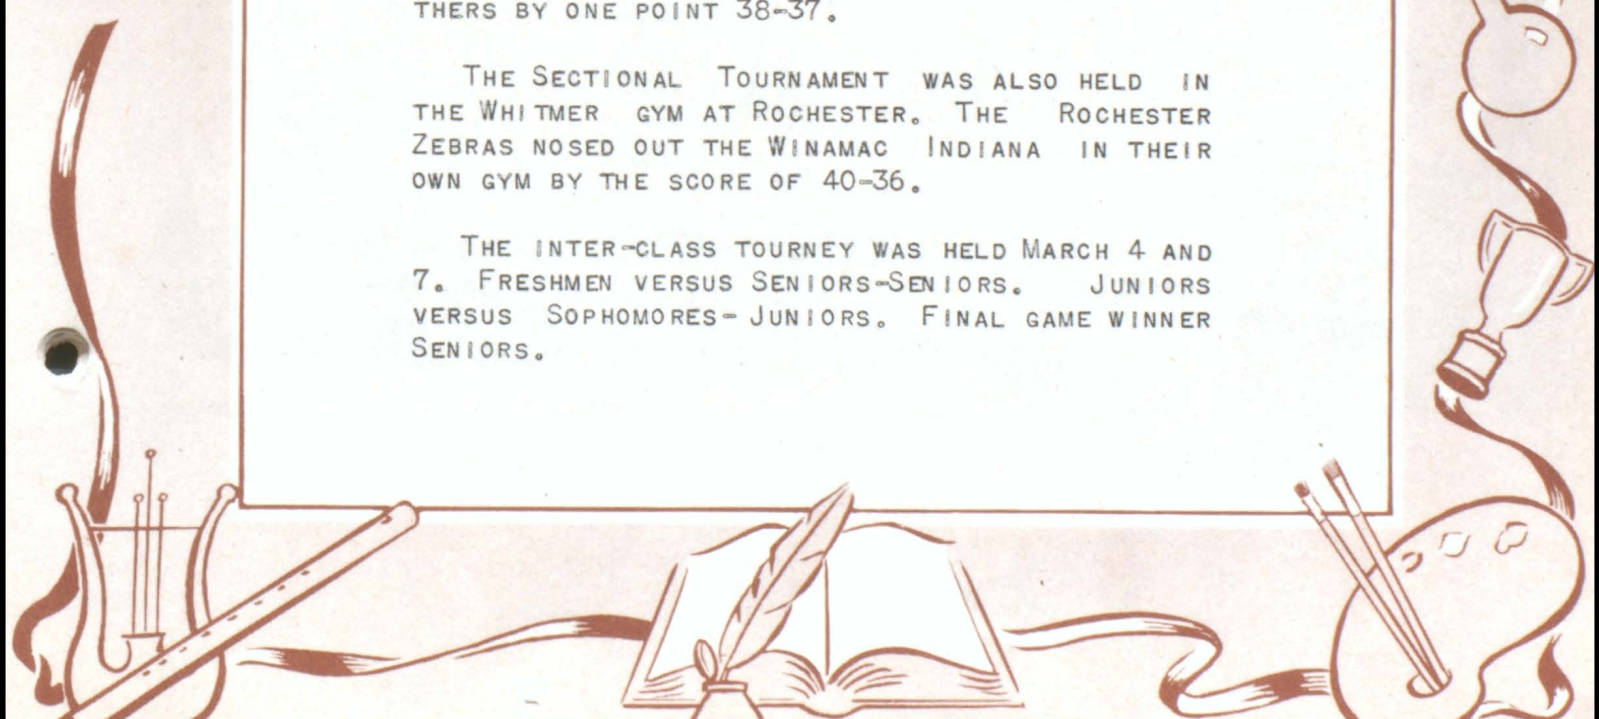 THERS BY ONE POINT 38-37.
THE SECTIONAL TOURNAMENT WAS ALSO HELD IN
THE WHITMER GYM AT ROCHESTER. THE ROCHESTER
ZEBRAS NOSED OUT THE WINAMAC INDIANA IN THEIR
OWN GYM BY THE SCORE OF 40-36.
THE INTER-CLASS TOURNEY WAS HELD MARCH 4 AND
7. FRESHMEN VERSUS SENIORS-SENIORS. JUNIORS
VERSUS SOPHOMORES- JUNIORS. FINAL GAME WINNER
SENIORS.